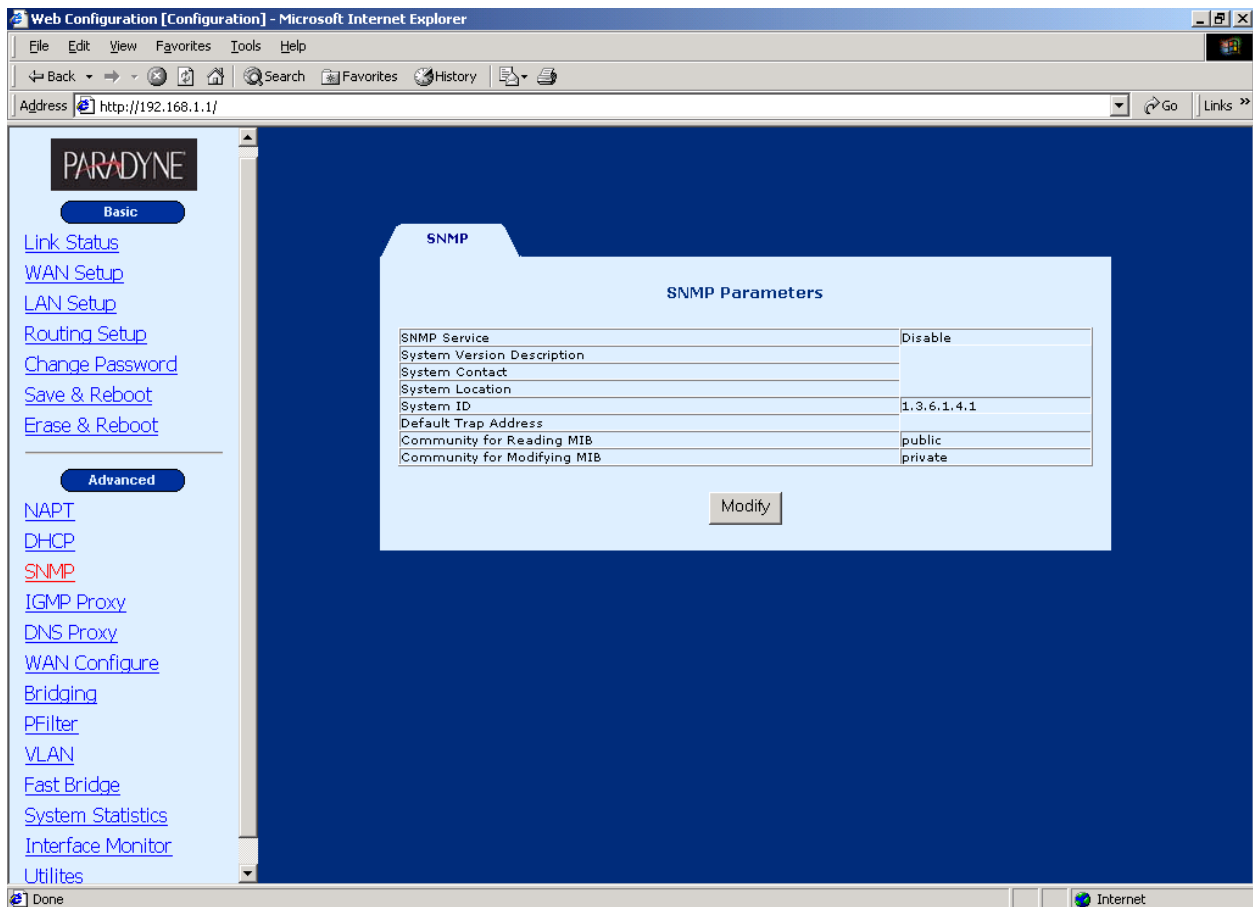 Web Configuration [Configuration] - Microsoft Internet Explorer
File Edit View Favorites Tools Help
Back Search Favorites History
Address http://192.168.1.1/ Go Links »
PARADYNE
Basic
Link Status
WAN Setup
LAN Setup
Routing Setup
Change Password
Save & Reboot
Erase & Reboot
Advanced
NAPT
DHCP
SNMP
IGMP Proxy
DNS Proxy
WAN Configure
Bridging
PFilter
VLAN
Fast Bridge
System Statistics
Interface Monitor
Utilites
SNMP
SNMP Parameters
SNMP Service Disable
System Version Description
System Contact
System Location
System ID 1.3.6.1.4.1
Default Trap Address
Community for Reading MIB public
Community for Modifying MIB private
Modify
Done Internet